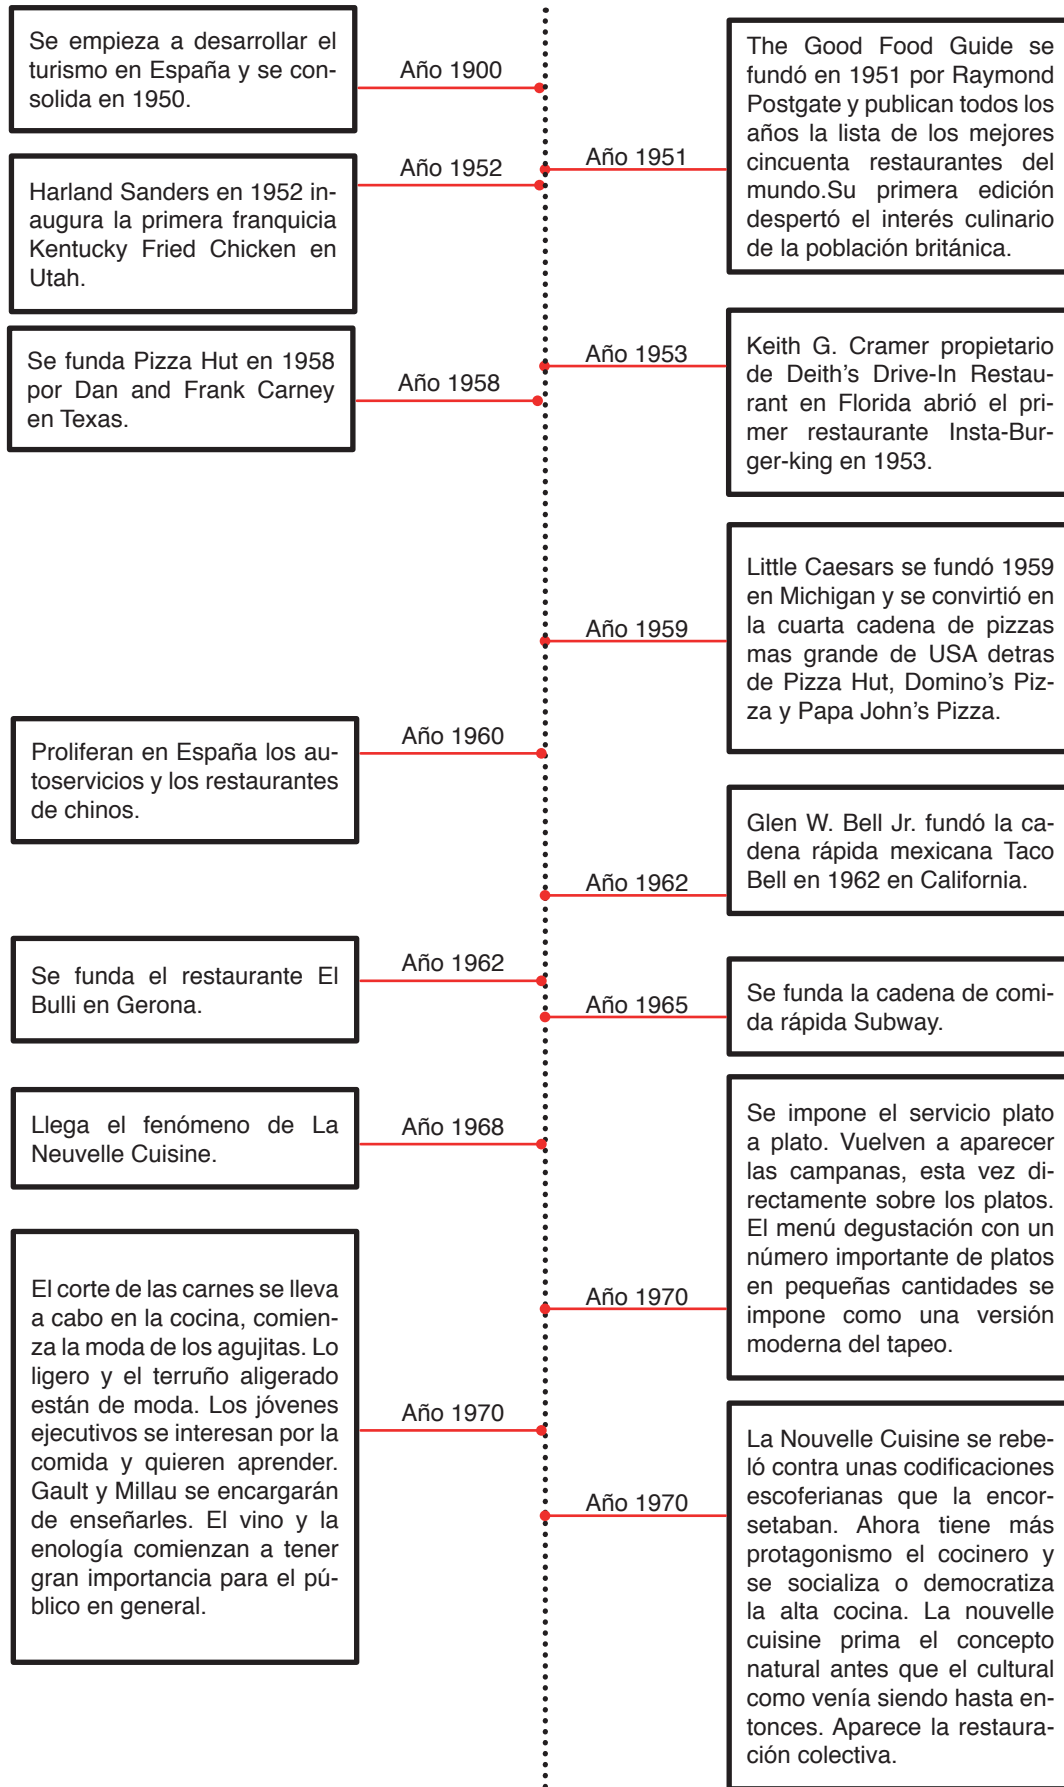 Se empieza a desarrollar el
turismo en España y se con-
solida en 1950.
Año 1900
The Good Food Guide se
fundó en 1951 por Raymond
Postgate y publican todos los
años la lista de los mejores
cincuenta restaurantes del
mundo.Su primera edición
despertó el interés culinario
de la población británica.
Año 1951
Harland Sanders en 1952 in-
augura la primera franquicia
Kentucky Fried Chicken en
Utah.
Año 1952
Keith G. Cramer propietario
de Deith's Drive-In Restau-
rant en Florida abrió el pri-
mer restaurante Insta-Bur-
ger-king en 1953.
Año 1953
Se funda Pizza Hut en 1958
por Dan and Frank Carney
en Texas.
Año 1958
Little Caesars se fundó 1959
en Michigan y se convirtió en
la cuarta cadena de pizzas
mas grande de USA detras
de Pizza Hut, Domino's Piz-
za y Papa John's Pizza.
Año 1959
Proliferan en España los au-
toservicios y los restaurantes
de chinos.
Año 1960
Glen W. Bell Jr. fundó la ca-
dena rápida mexicana Taco
Bell en 1962 en California.
Año 1962
Se funda el restaurante El
Bulli en Gerona.
Año 1962
Se funda la cadena de comi-
da rápida Subway.
Año 1965
Llega el fenómeno de La
Neuvelle Cuisine.
Año 1968
Se impone el servicio plato
a plato. Vuelven a aparecer
las campanas, esta vez di-
rectamente sobre los platos.
El menú degustación con un
número importante de platos
en pequeñas cantidades se
impone como una versión
moderna del tapeo.
Año 1970
El corte de las carnes se lleva
a cabo en la cocina, comien-
za la moda de los agujitas. Lo
ligero y el terruño aligerado
están de moda. Los jóvenes
ejecutivos se interesan por la
comida y quieren aprender.
Gault y Millau se encargarán
de enseñarles. El vino y la
enología comienzan a tener
gran importancia para el pú-
blico en general.
Año 1970
La Nouvelle Cuisine se rebe-
ló contra unas codificaciones
escoferianas que la encor-
setaban. Ahora tiene más
protagonismo el cocinero y
se socializa o democratiza
la alta cocina. La nouvelle
cuisine prima el concepto
natural antes que el cultural
como venía siendo hasta en-
tonces. Aparece la restaura-
ción colectiva.
Año 1970